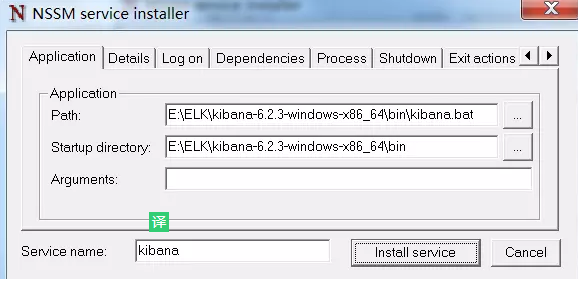 NSSM service installer
Application Details Log on Dependencies Process Shutdown Exit actions
Application
Path: E:\ELK\kibana-6.2.3-windows-x86_64\bin\kibana.bat ...
Startup directory: E:\ELK\kibana-6.2.3-windows-x86_64\bin ...
Arguments:
译
Service name: kibana Install service Cancel